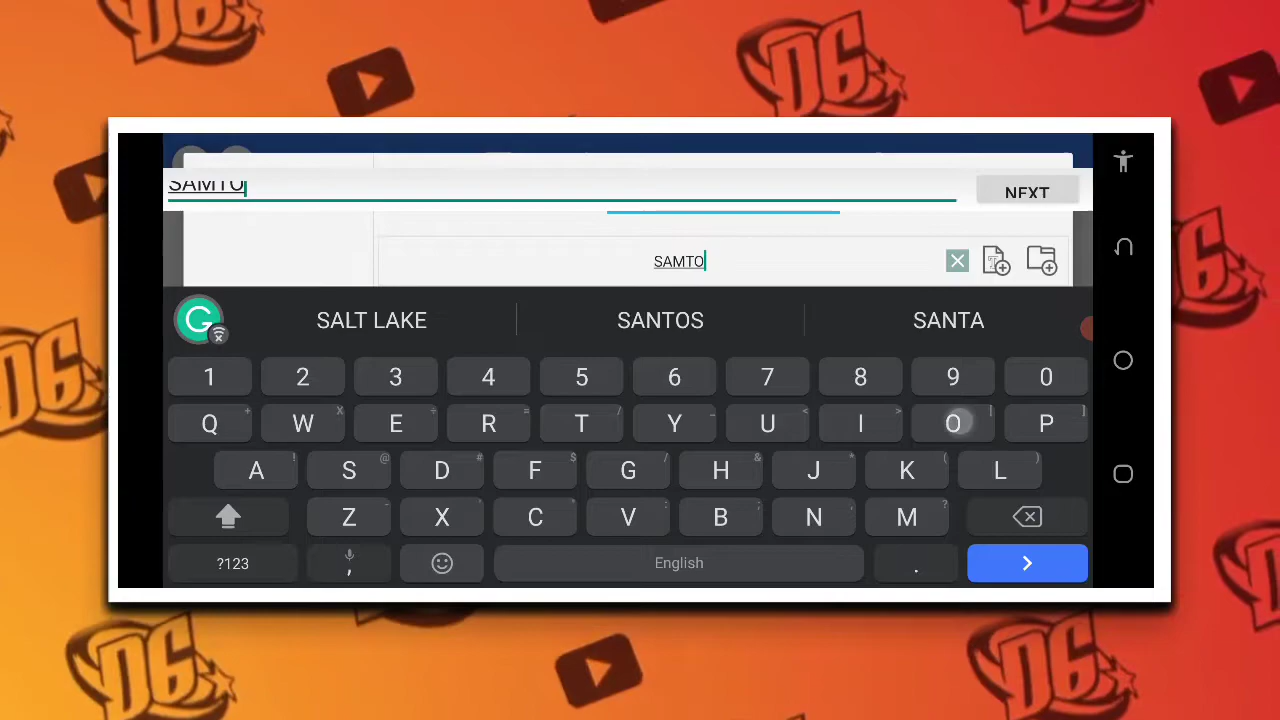 SAMTO
NEXT
SAMTO
SALT LAKE SANTOS SANTA
1 2 3 4 5 6 7 8 9 0
Q W E R T Y U I O P
A S D F G H J K L
Z X C V B N M
?123 , English .
D6